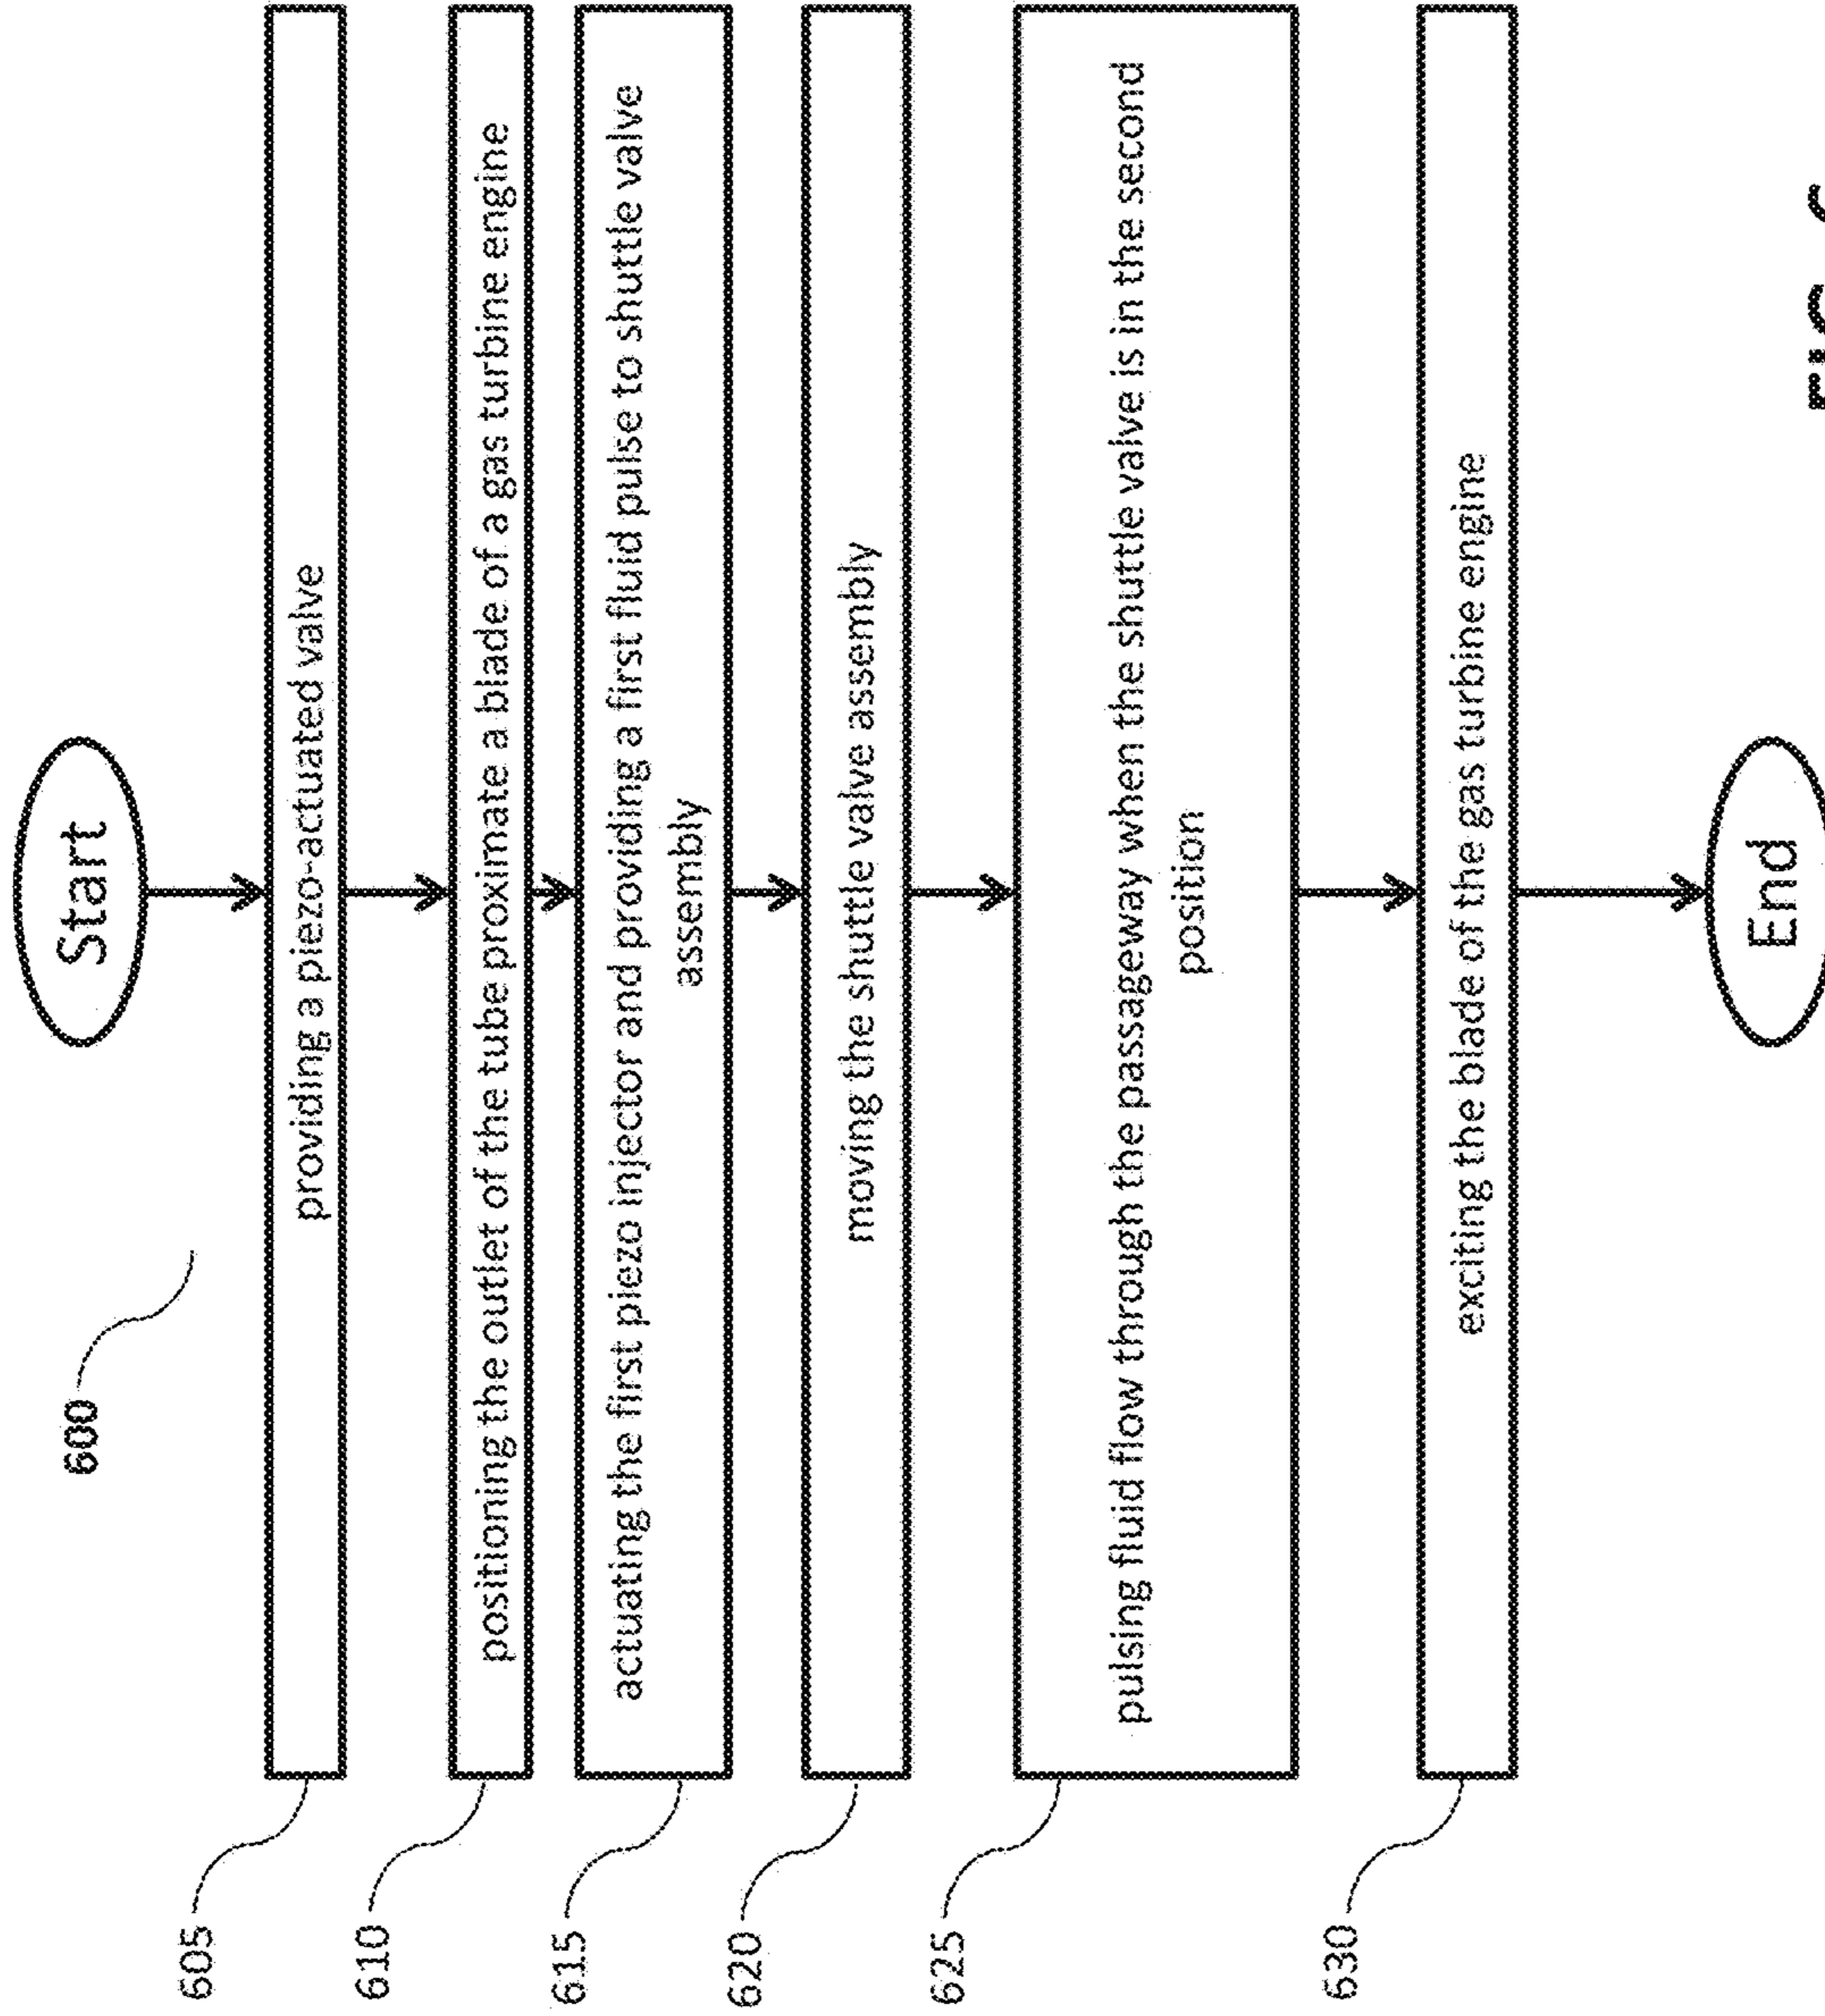 600
Start
605
providing a piezo-actuated valve
610
positioning the outlet of the tube proximate a blade of a gas turbine engine
615
actuating the first piezo injector and providing a first fluid pulse to shuttle valve
assembly
620
moving the shuttle valve assembly
625
pulsing fluid flow through the passageway when the shuttle valve is in the second
position
630
exciting the blade of the gas turbine engine
End